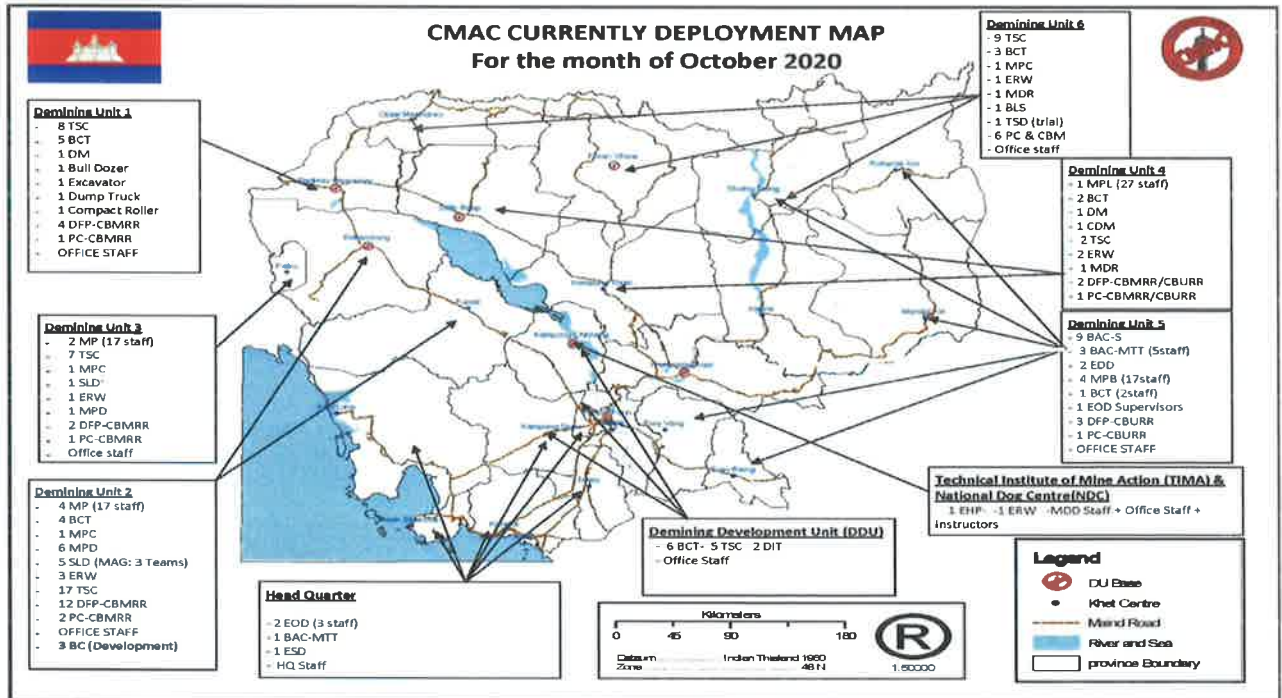 CMAC CURRENTLY DEPLOYMENT MAP
For the month of October 2020
Demining Unit 1
- 8 TSC
- 5 BCT
- 1 DM
- 1 Bull Dozer
- 1 Excavator
- 1 Dump Truck
- 1 Compact Roller
- 4 DFP-CBMRR
- 1 PC-CBMRR
- OFFICE STAFF
Demining Unit 3
- 2 MP (17 staff)
- 7 TSC
- 1 MPC
- 1 SLD
- 1 ERW
- 1 MPD
- 2 DFP-CBMRR
- 1 PC-CBMRR
- Office staff
Demining Unit 2
- 4 MP (17 staff)
- 4 BCT
- 1 MPC
- 6 MPD
- 5 SLD (MAG: 3 Teams)
- 3 ERW
- 17 TSC
- 12 DFP-CBMRR
- 2 PC-CBMRR
- OFFICE STAFF
- 3 BC (Development)
Head Quarter
- 2 EOD (3 staff)
- 1 BAC-MTT
- 1 ESD
- HQ Staff
Demining Unit 6
- 9 TSC
- 3 BCT
- 1 MPC
- 1 ERW
- 1 MDR
- 1 BLS
- 1 TSD (trial)
- 6 PC & CBM
- Office staff
Demining Unit 4
- 1 MPL (27 staff)
- 2 BCT
- 1 DM
- 1 CDM
- 2 TSC
- 2 ERW
- 1 MDR
- 2 DFP-CBMRR/CBURR
- 1 PC-CBMRR/CBURR
Demining Unit 5
- 9 BAC-S
- 3 BAC-MTT (5staff)
- 2 EDD
- 4 MPB (17staff)
- 1 BCT (2staff)
- 1 EOD Supervisors
- 3 DFP-CBURR
- 1 PC-CBURR
- OFFICE STAFF
Technical Institute of Mine Action (TIMA) &
National Dog Centre(NDC)
1 EHP- -1 ERW -MDD Staff + Office Staff +
Instructors
Demining Development Unit (DDU)
- 6 BCT- 5 TSC 2 DIT
- Office Staff
Kilometers
0 45 90 180
Datum Indian Thailand 1960
Zone 48 N
R
1:50000
Legend
DU Base
Khet Centre
Maind Road
River and Sea
province Boundary